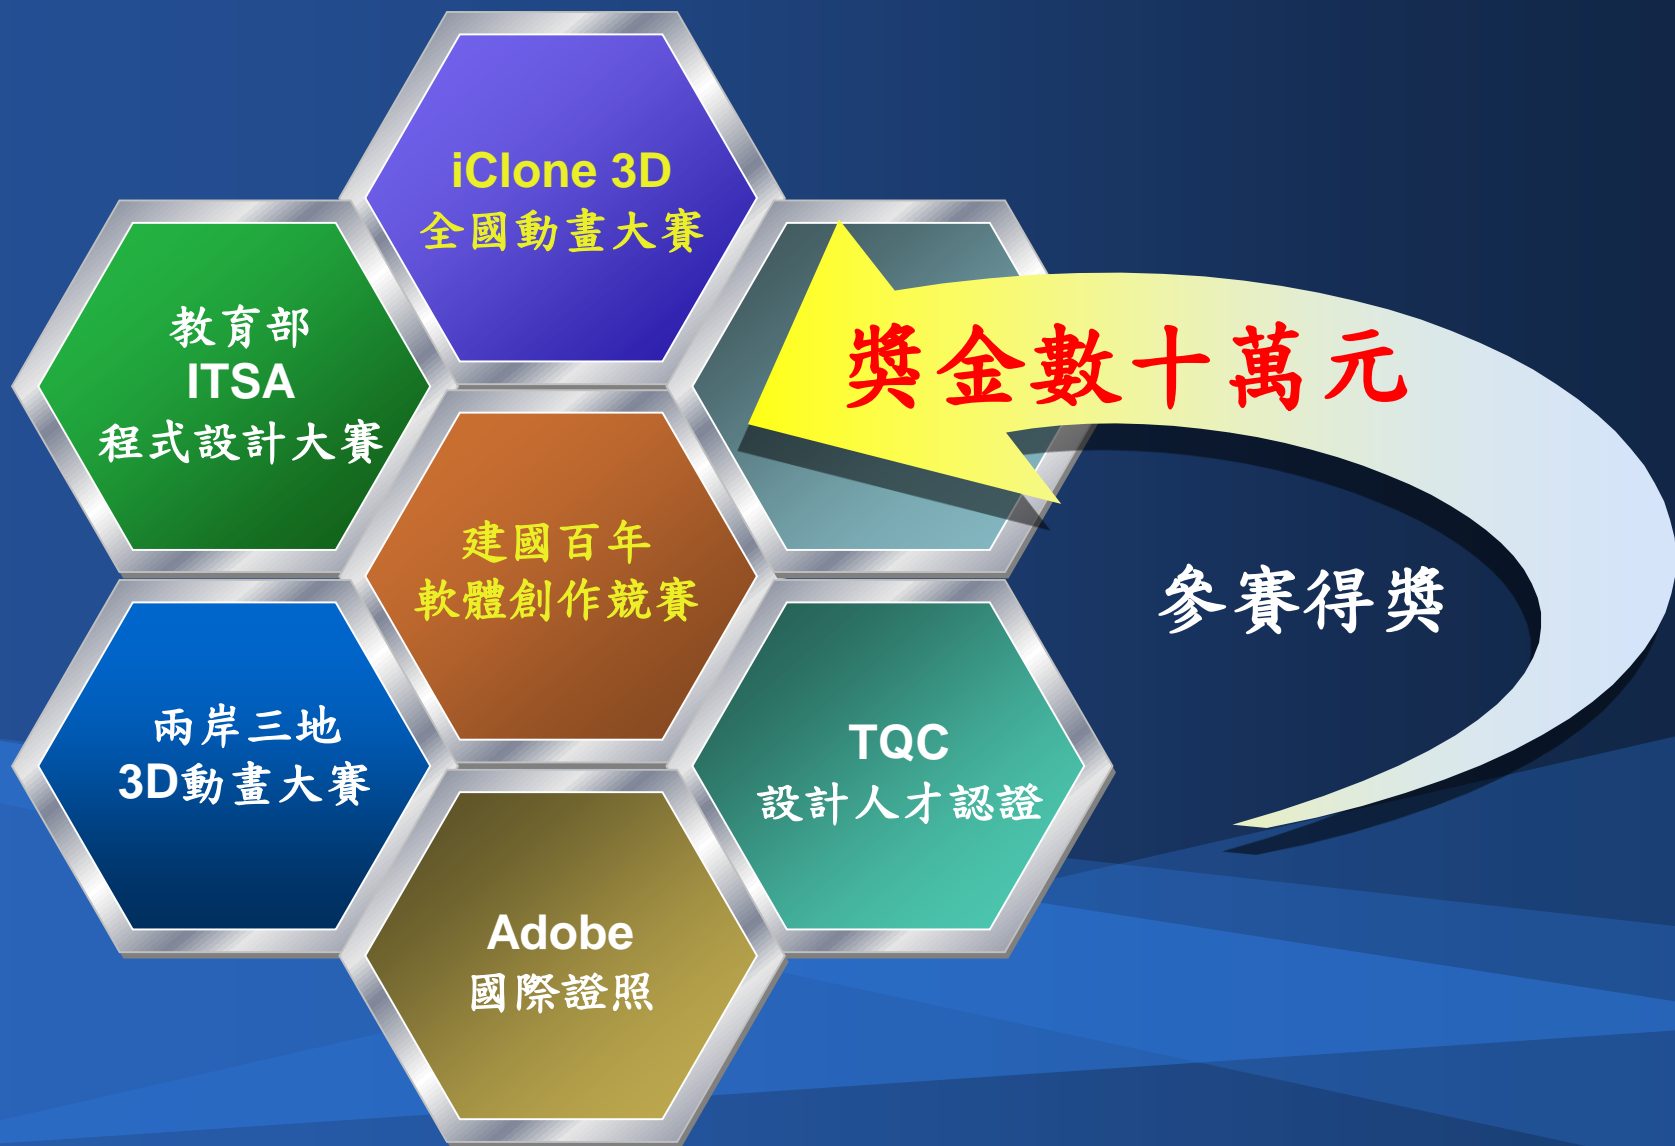 iClone 3D
全國動畫大賽
教育部
ITSA
程式設計大賽
獎金數十萬元
建國百年
軟體創作競賽
參賽得獎
兩岸三地
3D動畫大賽
TQC
設計人才認證
Adobe
國際證照